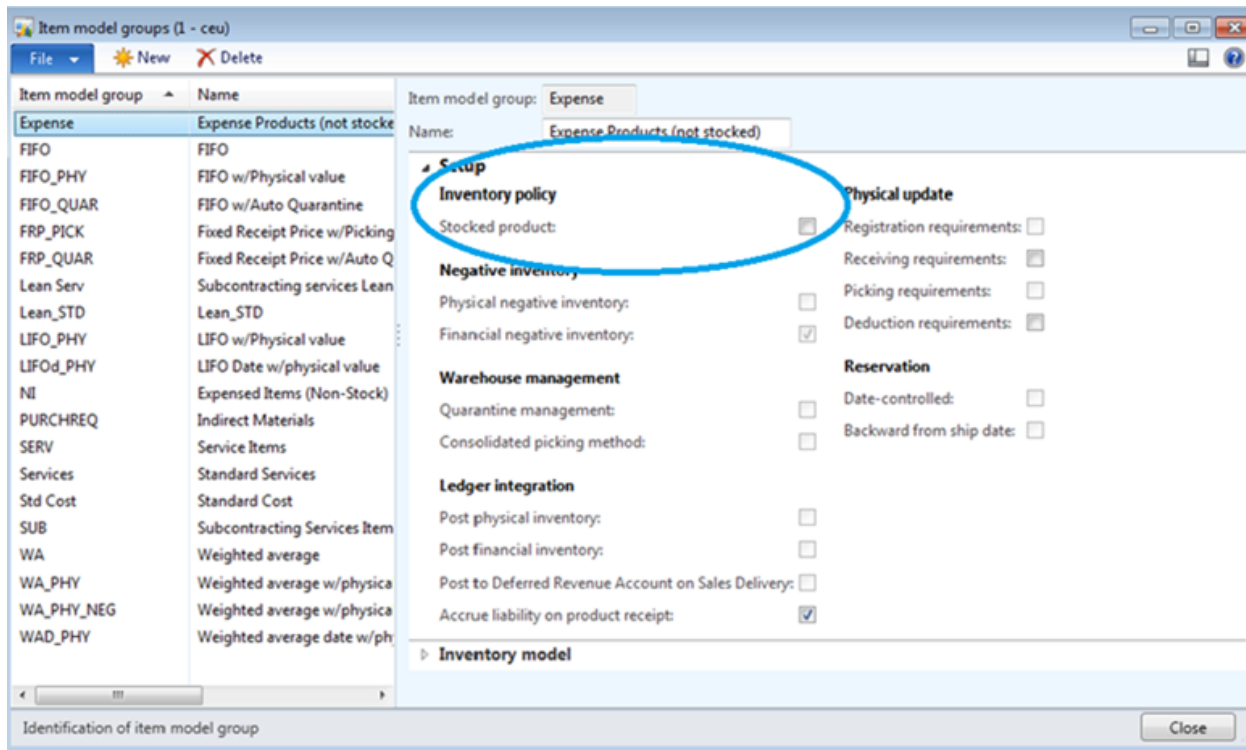 Item model groups (1 - ceu)
File New Delete
Item model group Name
Expense Expense Products (not stocke
FIFO FIFO
FIFO_PHY FIFO w/Physical value
FIFO_QUAR FIFO w/Auto Quarantine
FRP_PICK Fixed Receipt Price w/Picking
FRP_QUAR Fixed Receipt Price w/Auto Q
Lean Serv Subcontracting services Lean
Lean_STD Lean_STD
LIFO_PHY LIFO w/Physical value
LIFOd_PHY LIFO Date w/physical value
NI Expensed Items (Non-Stock)
PURCHREQ Indirect Materials
SERV Service Items
Services Standard Services
Std Cost Standard Cost
SUB Subcontracting Services Item
WA Weighted average
WA_PHY Weighted average w/physica
WA_PHY_NEG Weighted average w/physica
WAD_PHY Weighted average date w/ph
Item model group: Expense
Name: Expense Products (not stocked)
Setup
Inventory policy
Stocked product:
Negative inventory
Physical negative inventory:
Financial negative inventory:
Warehouse management
Quarantine management:
Consolidated picking method:
Ledger integration
Post physical inventory:
Post financial inventory:
Post to Deferred Revenue Account on Sales Delivery:
Accrue liability on product receipt:
Physical update
Registration requirements:
Receiving requirements:
Picking requirements:
Deduction requirements:
Reservation
Date-controlled:
Backward from ship date:
Inventory model
Identification of item model group
Close